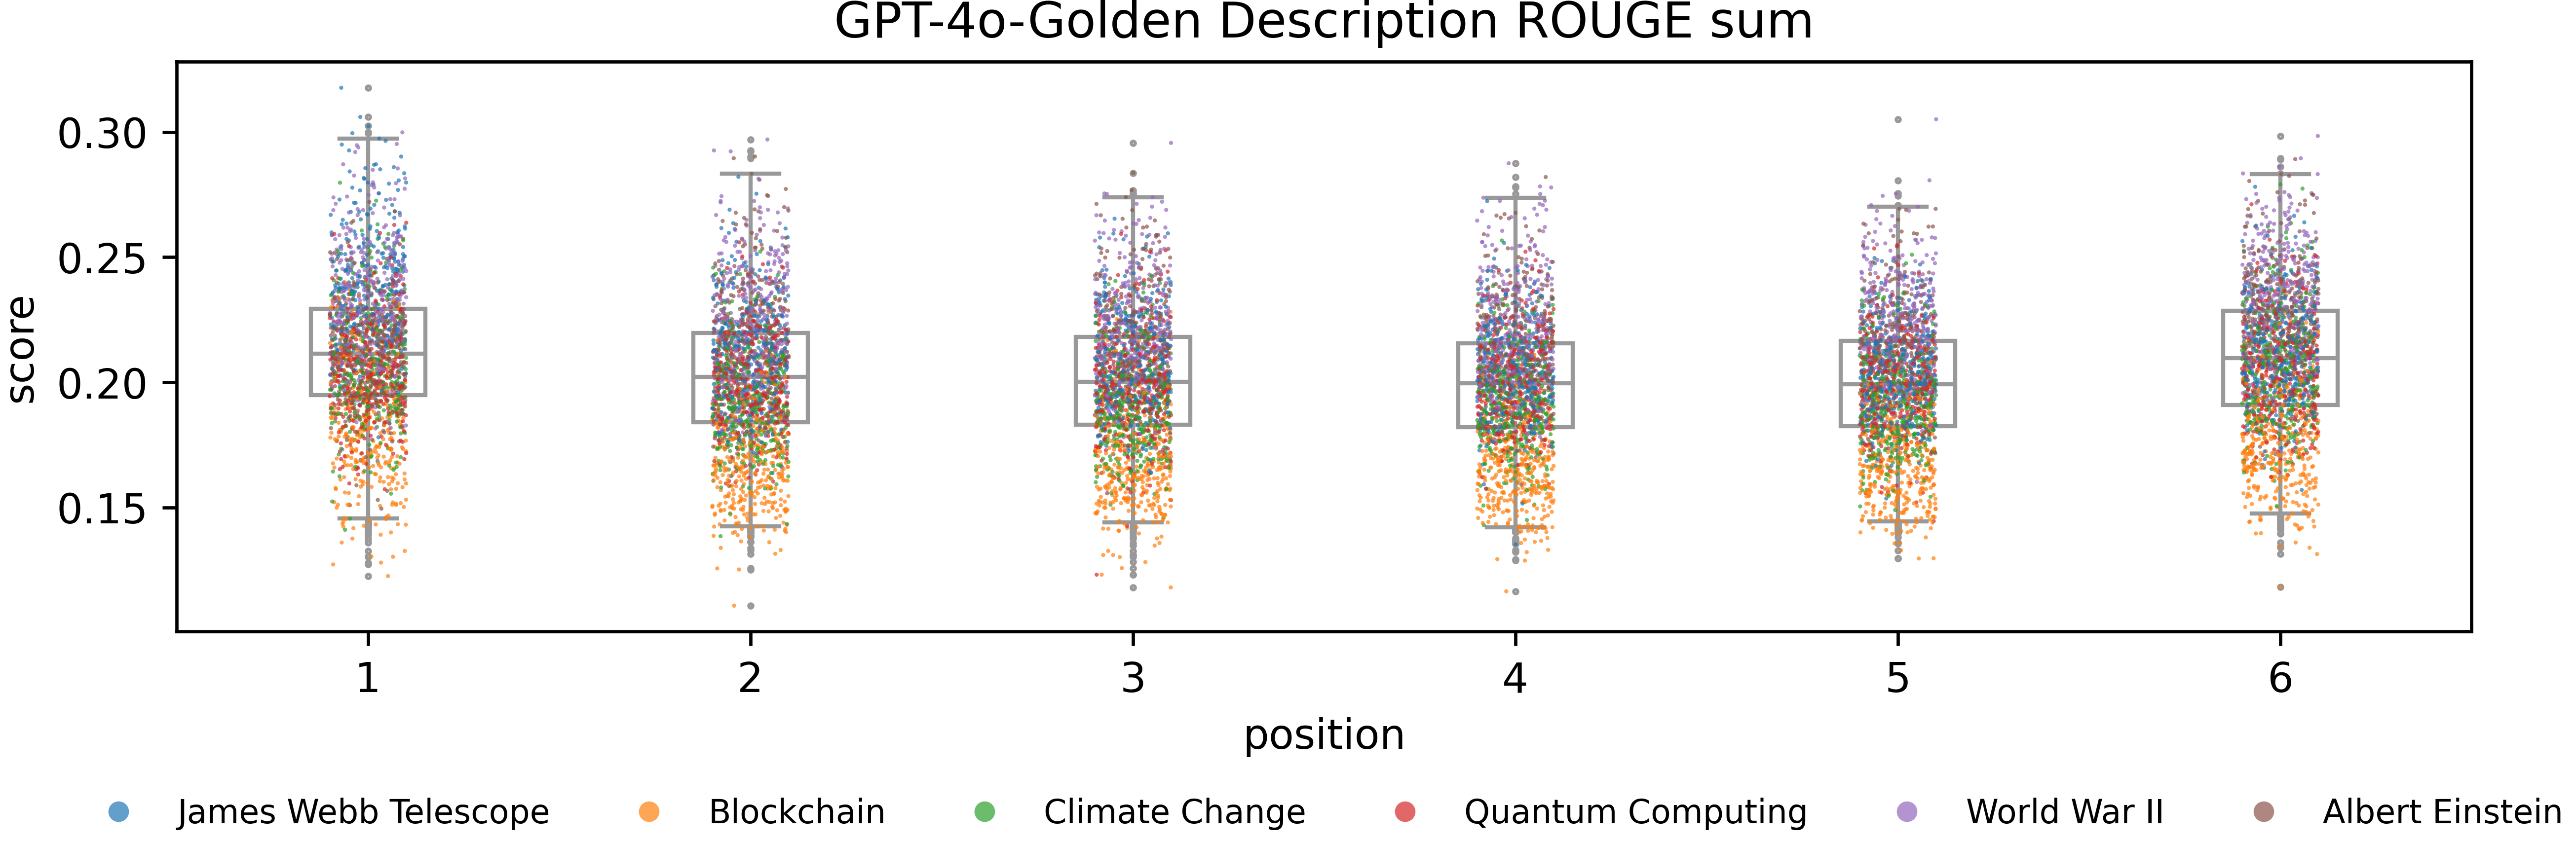 GPT-4o-Golden Description ROUGE sum
0.30
0.25
0.20
0.15
score
1 2 3 4 5 6
position
James Webb Telescope Blockchain Climate Change Quantum Computing World War II Albert Einstein